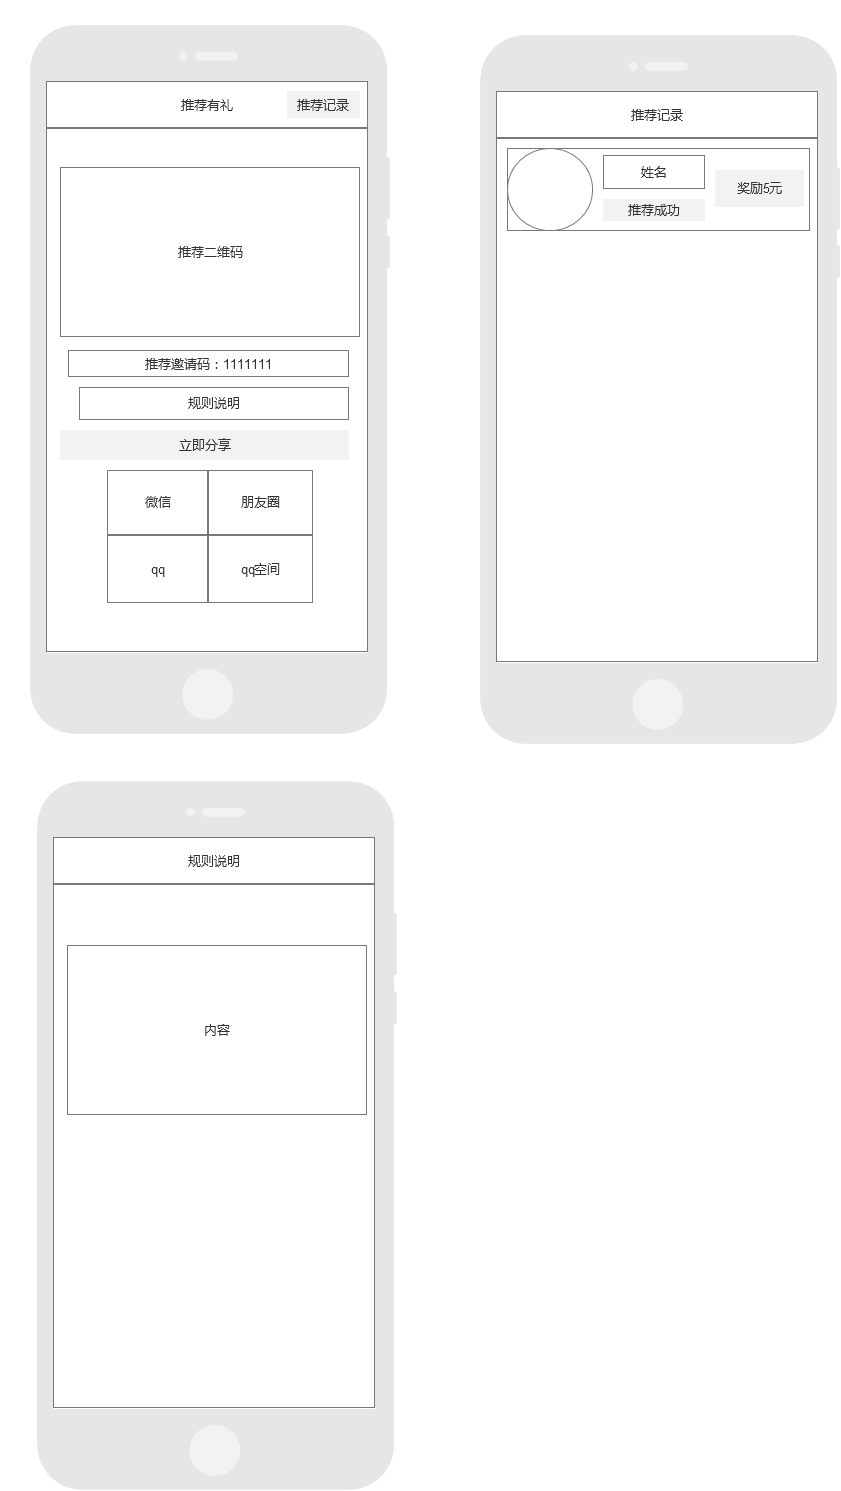 推荐有礼
推荐记录
推荐二维码
推荐邀请码：1111111
规则说明
立即分享
微信
朋友圈
qq
qq空间
推荐记录
姓名
推荐成功
奖励5元
规则说明
内容